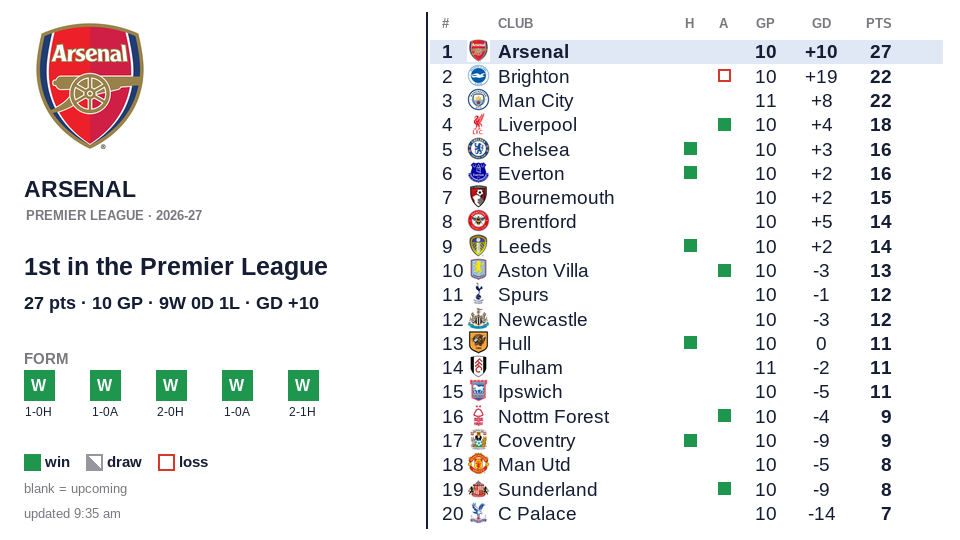 Arsenal
ARSENAL
PREMIER LEAGUE · 2026-27
1st in the Premier League
27 pts · 10 GP · 9W 0D 1L · GD +10
FORM
W W W W W
1-0H 1-0A 2-0H 1-0A 2-1H
win draw loss
blank = upcoming
updated 9:35 am
# CLUB H A GP GD PTS
1 Arsenal 10 +10 27
2 Brighton 10 +19 22
3 Man City 11 +8 22
4 Liverpool 10 +4 18
5 Chelsea 10 +3 16
6 Everton 10 +2 16
7 Bournemouth 10 +2 15
8 Brentford 10 +5 14
9 Leeds 10 +2 14
10 Aston Villa 10 -3 13
11 Spurs 10 -1 12
12 Newcastle 10 -3 12
13 Hull 10 0 11
14 Fulham 11 -2 11
15 Ipswich 10 -5 11
16 Nottm Forest 10 -4 9
17 Coventry 10 -9 9
18 Man Utd 10 -5 8
19 Sunderland 10 -9 8
20 C Palace 10 -14 7